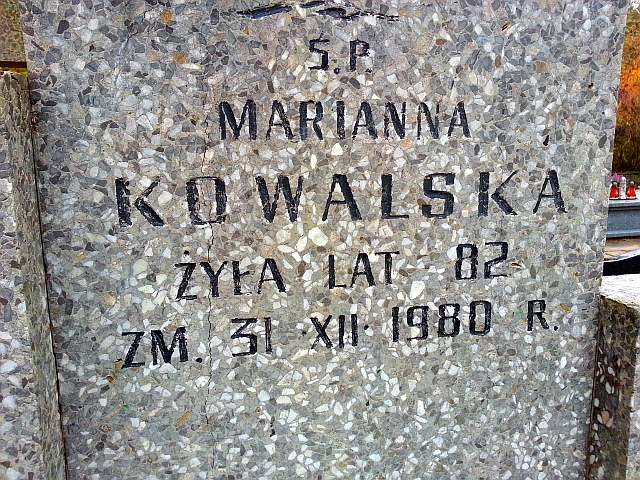 Ś.P.
MARIANNA
KOWALSKA
ŻYŁA LAT 82
ZM. 31 XII 1980 R.